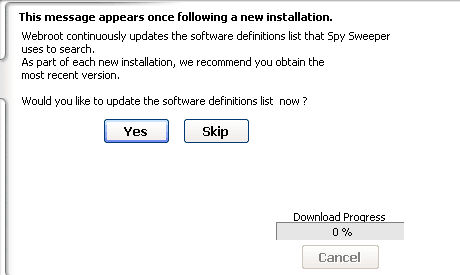 This message appears once following a new installation.
Webroot continuously updates the software definitions list that Spy Sweeper
uses to search.
As part of each new installation, we recommend you obtain the
most recent version.
Would you like to update the software definitions list  now ?
Yes
Skip
Download Progress
0 %
Cancel